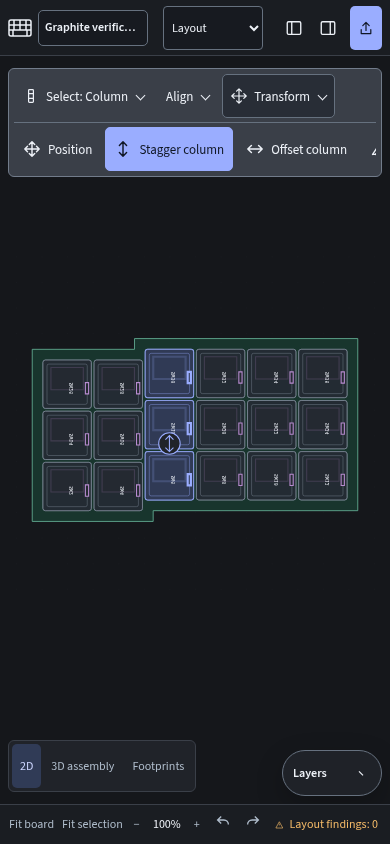 Graphite verific...
Layout
Select: Column
Align
Transform
Position
Stagger column
Offset column
2D
3D assembly
Footprints
Layers
Fit board
Fit selection
− 100% +
Layout findings: 0